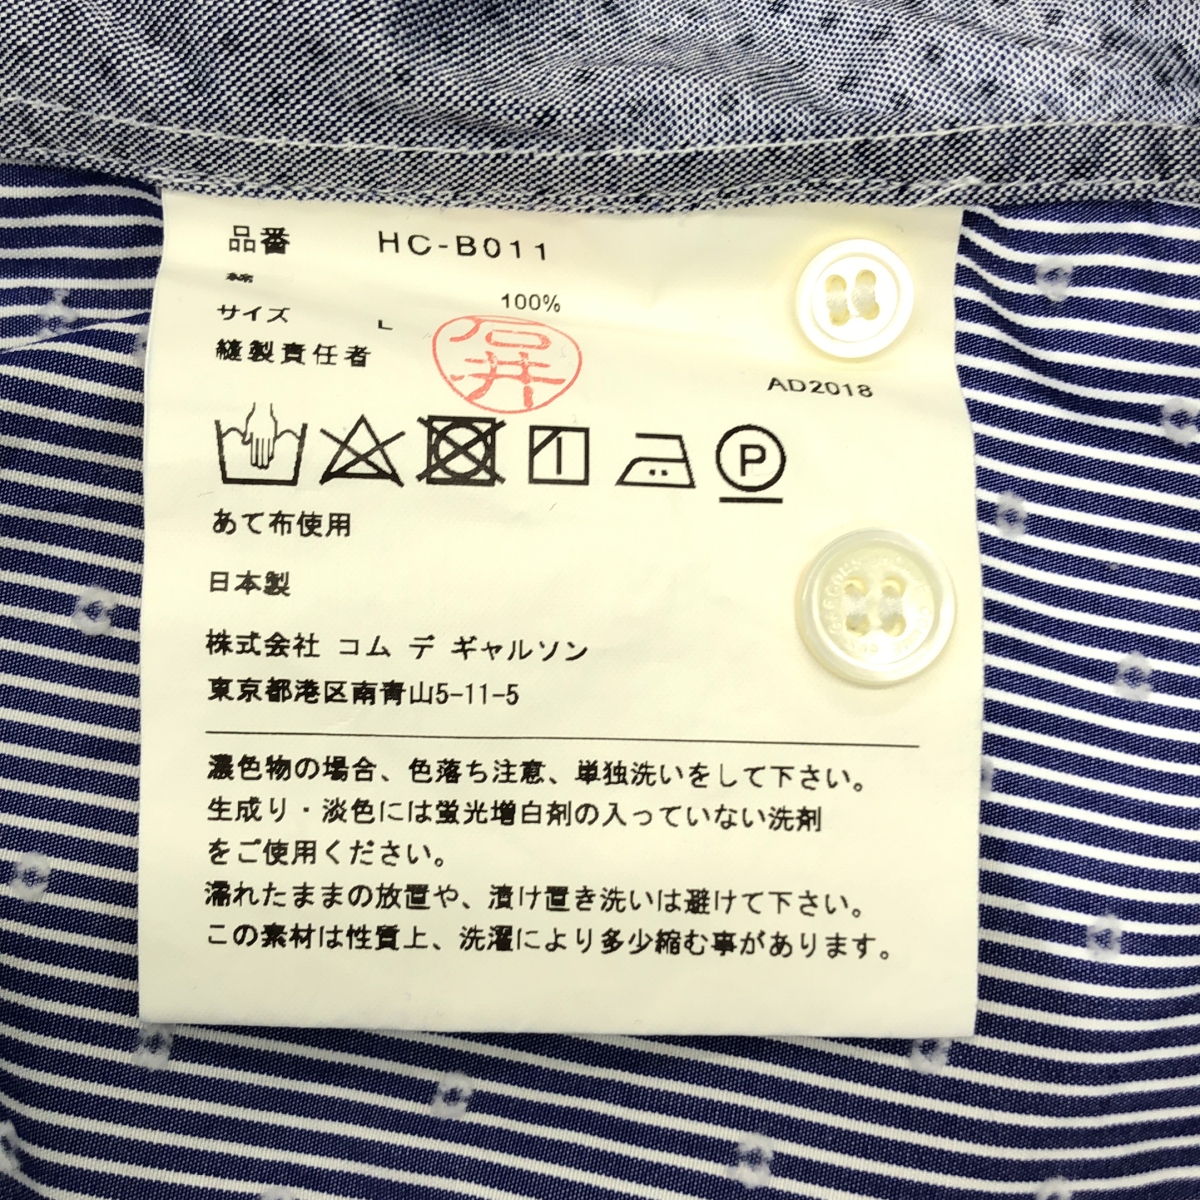 品番 HC-B011
綿 100%
サイズ L
縫製責任者 石井
AD2018
P
あて布使用
日本製
株式会社 コム デ ギャルソン
東京都港区南青山5-11-5
濃色物の場合、色落ち注意、単独洗いをして下さい。
生成り・淡色には蛍光増白剤の入っていない洗剤
をご使用ください。
濡れたままの放置や、漬け置き洗いは避けて下さい。
この素材は性質上、洗濯により多少縮む事があります。